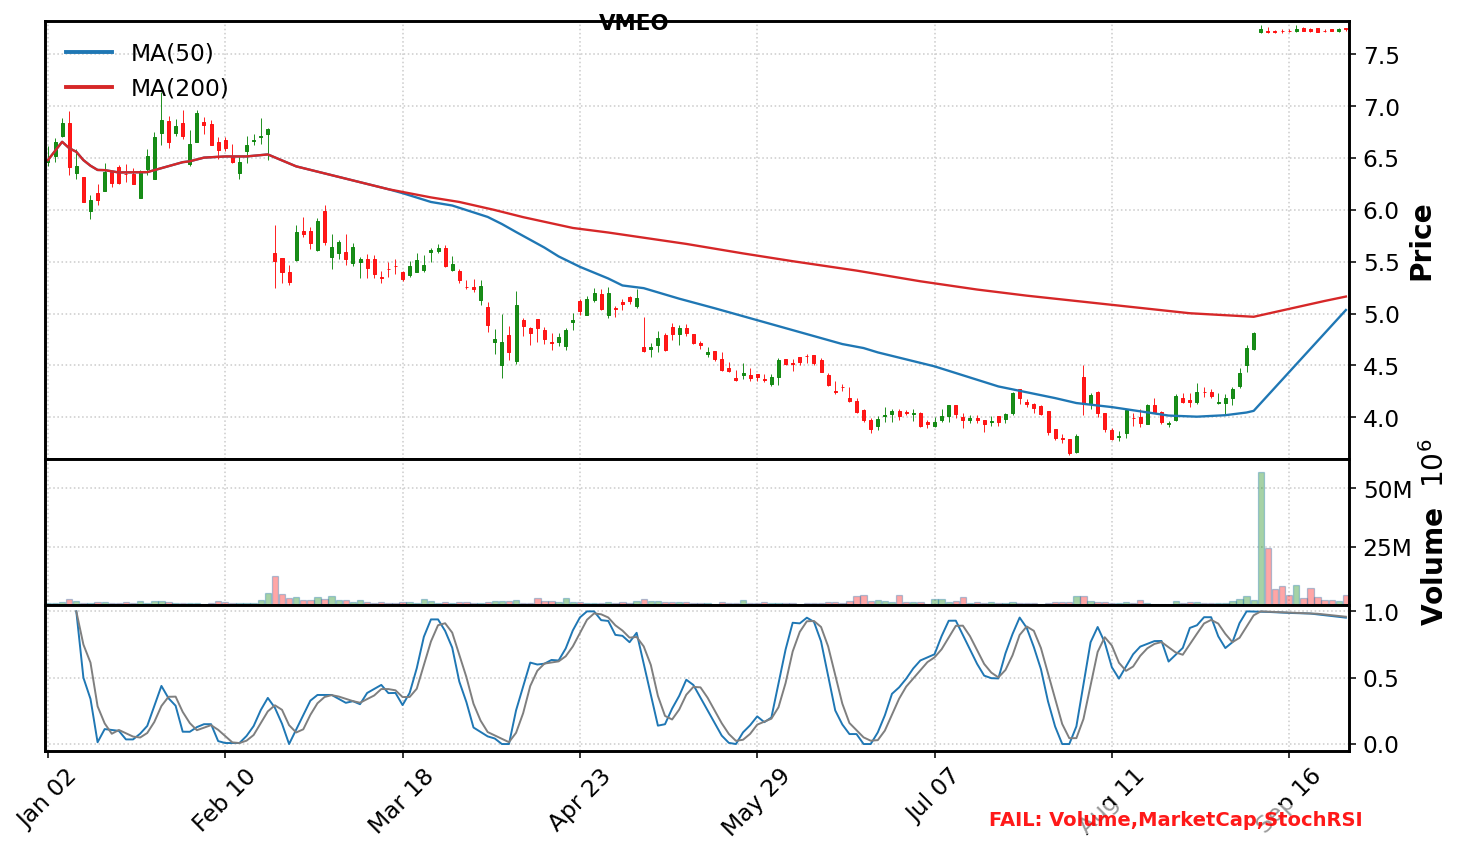 VMEO
MA(50)
MA(200)
7.5
7.0
6.5
6.0
5.5
5.0
4.5
4.0
Price
50M
25M
Volume 10^6
1.0
0.5
0.0
Jan 02
Feb 10
Mar 18
Apr 23
May 29
Jul 07
Aug 11
Sep 16
FAIL: Volume,MarketCap,StochRSI